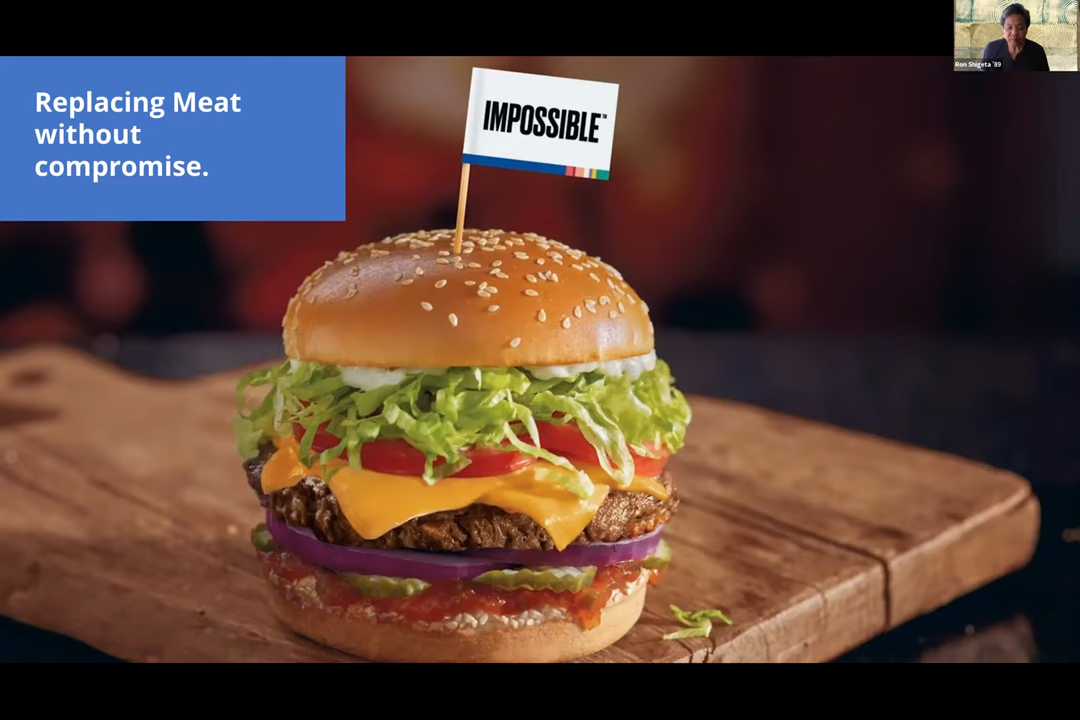 Replacing Meat
without
compromise.
IMPOSSIBLE™
Ron Shigeta '89